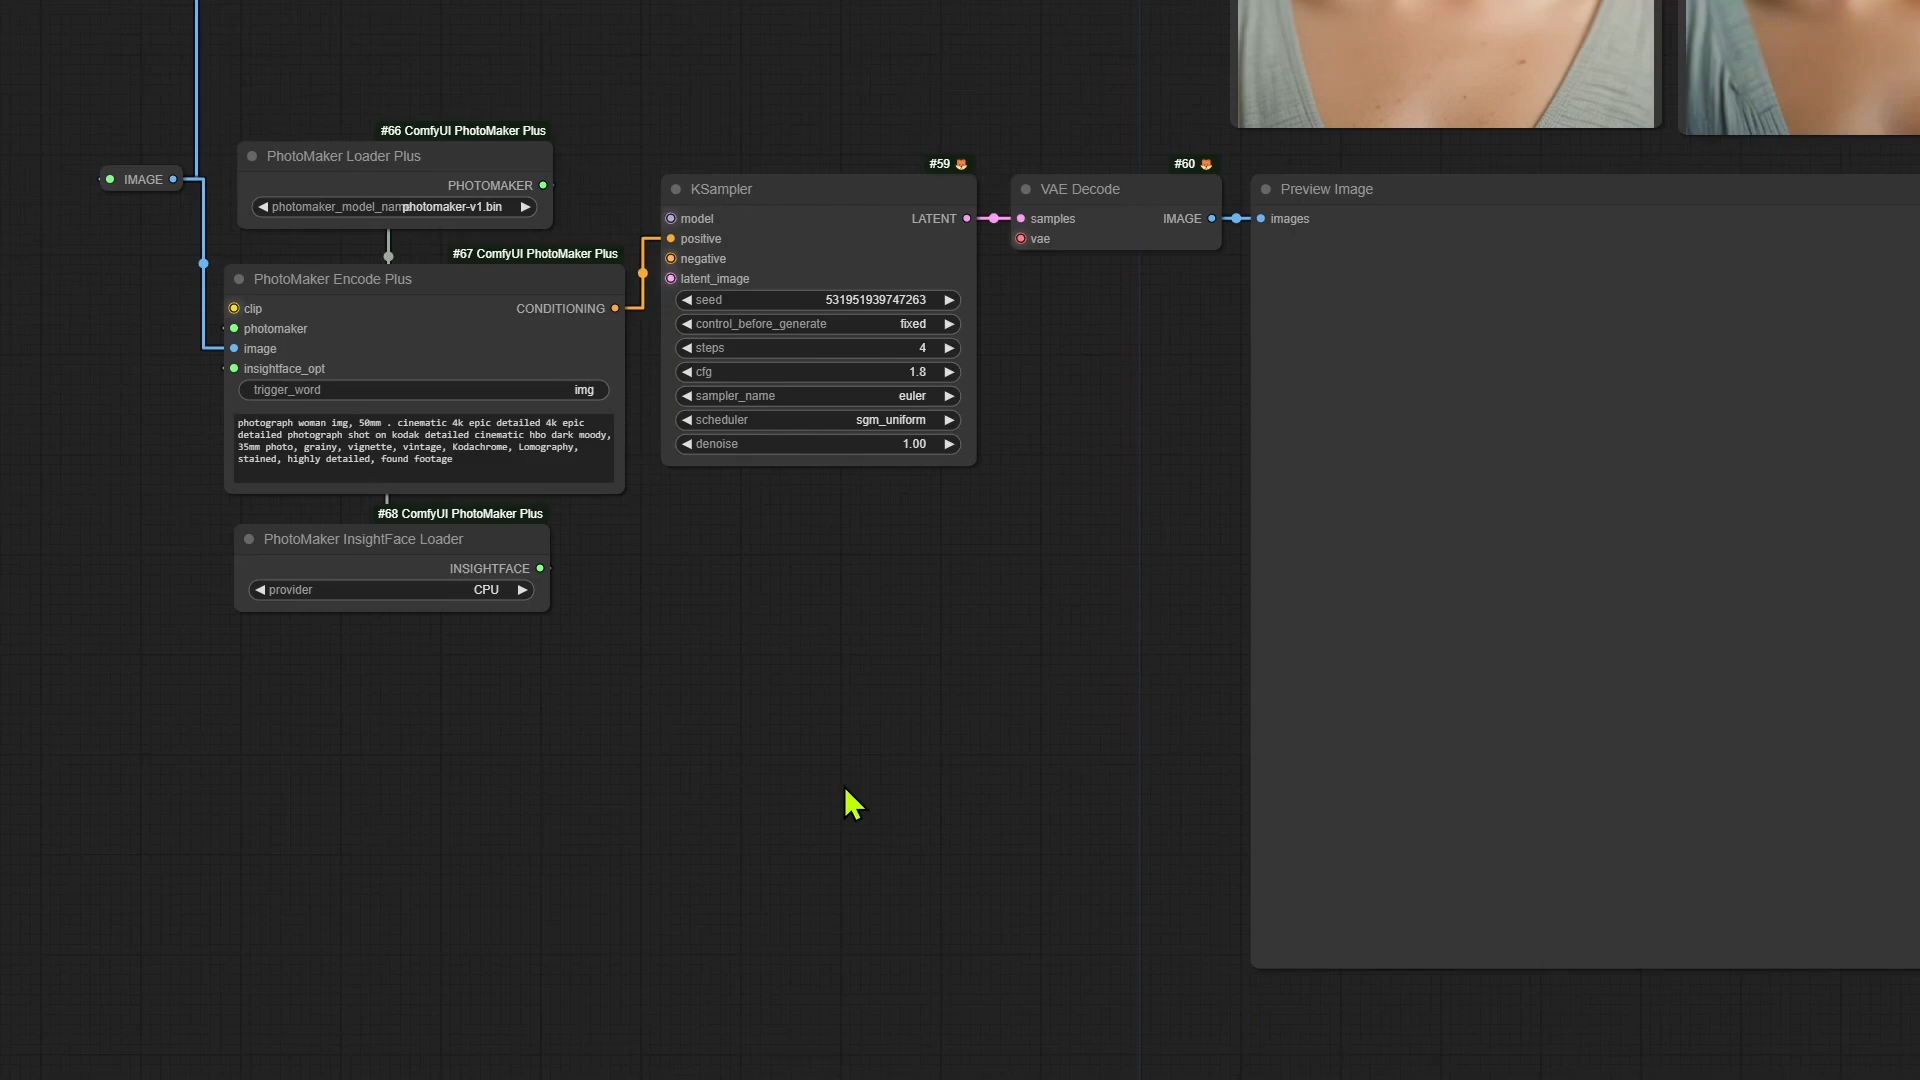 #66 ComfyUI PhotoMaker Plus
PhotoMaker Loader Plus
PHOTOMAKER
photomaker_model_name photomaker-v1.bin
IMAGE
#67 ComfyUI PhotoMaker Plus
PhotoMaker Encode Plus
clip
CONDITIONING
photomaker
image
insightface_opt
trigger_word img
photograph woman img, 50mm . cinematic 4k epic detailed 4k epic
detailed photograph shot on kodak detailed cinematic hbo dark moody,
35mm photo, grainy, vignette, vintage, Kodachrome, Lomography,
stained, highly detailed, found footage
#68 ComfyUI PhotoMaker Plus
PhotoMaker InsightFace Loader
INSIGHTFACE
provider CPU
#59
KSampler
model LATENT
positive
negative
latent_image
seed 531951939747263
control_before_generate fixed
steps 4
cfg 1.8
sampler_name euler
scheduler sgm_uniform
denoise 1.00
#60
VAE Decode
samples IMAGE
vae
Preview Image
images